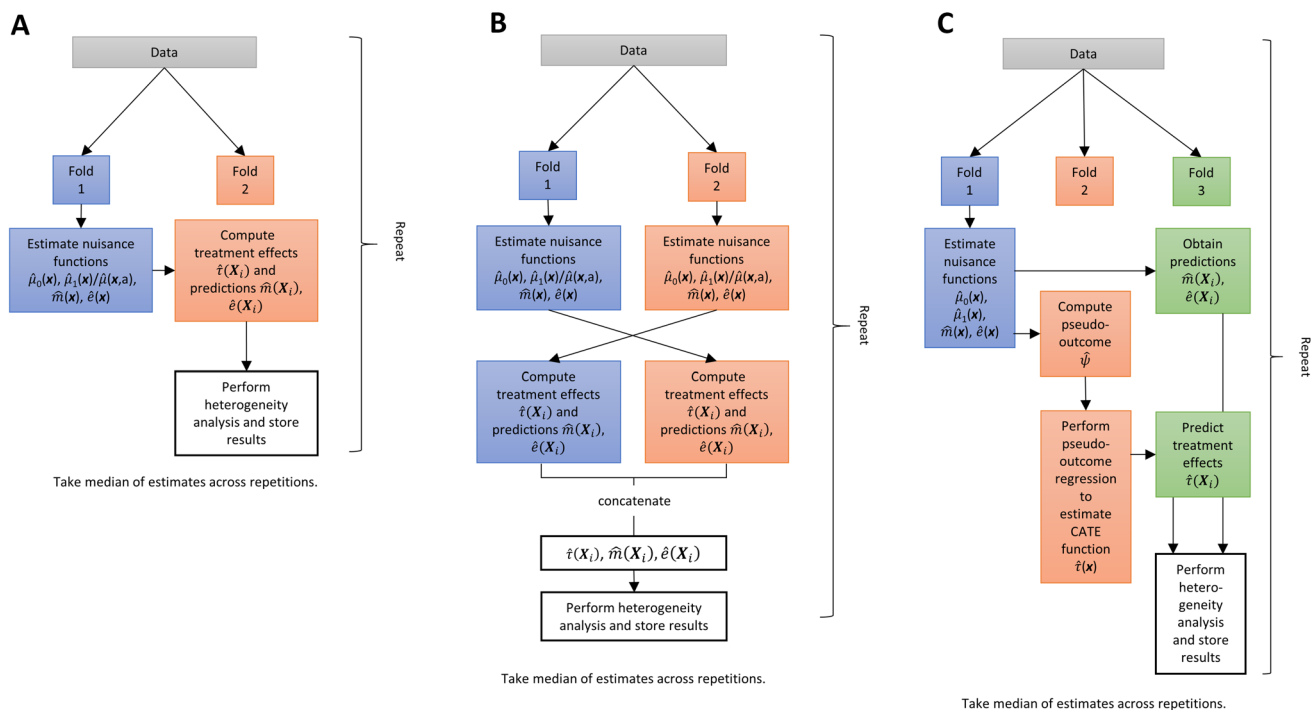 A
Data
Fold
1
Fold
2
Estimate nuisance
functions
μ̂₀(x), μ̂₁(x)/μ̂(x,a),
m̂(x), ê(x)
Compute
treatment effects
τ̂(Xᵢ) and
predictions m̂(Xᵢ),
ê(Xᵢ)
Perform
heterogeneity
analysis and store
results
Repeat
Take median of estimates across repetitions.
B
Data
Fold
1
Fold
2
Estimate nuisance
functions
μ̂₀(x), μ̂₁(x)/μ̂(x,a),
m̂(x), ê(x)
Estimate nuisance
functions
μ̂₀(x), μ̂₁(x)/μ̂(x,a),
m̂(x), ê(x)
Compute
treatment effects
τ̂(Xᵢ) and
predictions m̂(Xᵢ),
ê(Xᵢ)
Compute
treatment effects
τ̂(Xᵢ) and
predictions m̂(Xᵢ),
ê(Xᵢ)
concatenate
τ̂(Xᵢ), m̂(Xᵢ), ê(Xᵢ)
Perform heterogeneity
analysis and store results
Repeat
Take median of estimates across repetitions.
C
Data
Fold
1
Fold
2
Fold
3
Estimate
nuisance
functions
μ̂₀(x),
μ̂₁(x),
m̂(x), ê(x)
Compute
pseudo-
outcome
ψ̂
Perform
pseudo-
outcome
regression
to
estimate
CATE
function
τ̂(x)
Obtain
predictions
m̂(Xᵢ),
ê(Xᵢ)
Predict
treatment
effects
τ̂(Xᵢ)
Perform
hetero-
geneity
analysis
and store
results
Repeat
Take median of estimates across repetitions.